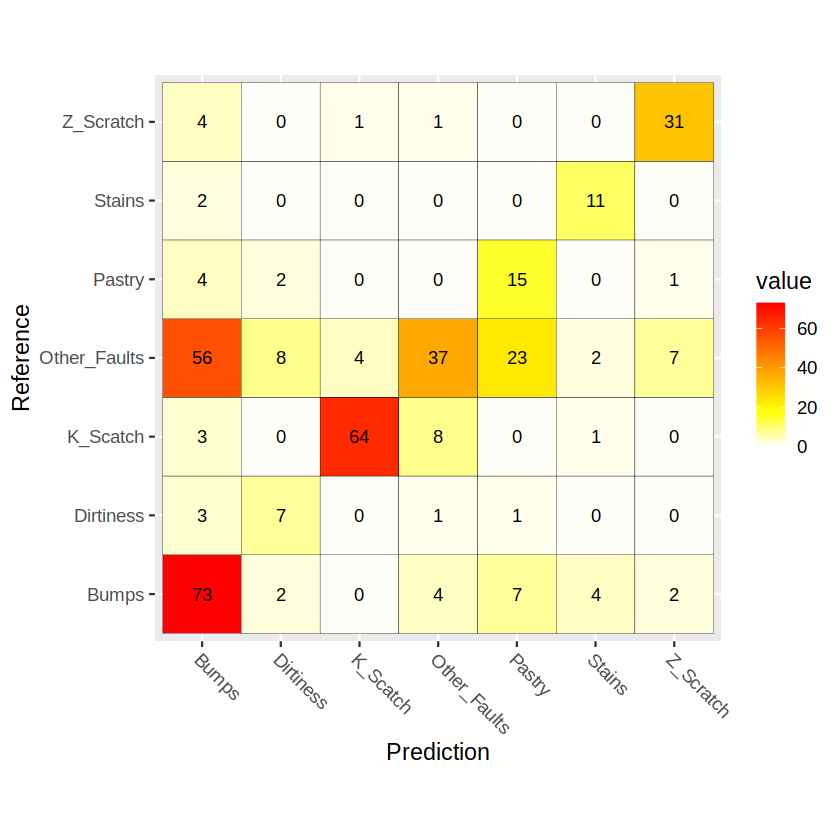 Z_Scratch 4 0 1 1 0 0 31
Stains 2 0 0 0 0 11 0
Pastry 4 2 0 0 15 0 1
Other_Faults 56 8 4 37 23 2 7
K_Scatch 3 0 64 8 0 1 0
Dirtiness 3 7 0 1 1 0 0
Bumps 73 2 0 4 7 4 2
Bumps Dirtiness K_Scatch Other_Faults Pastry Stains Z_Scratch
Prediction
Reference
value
60
40
20
0